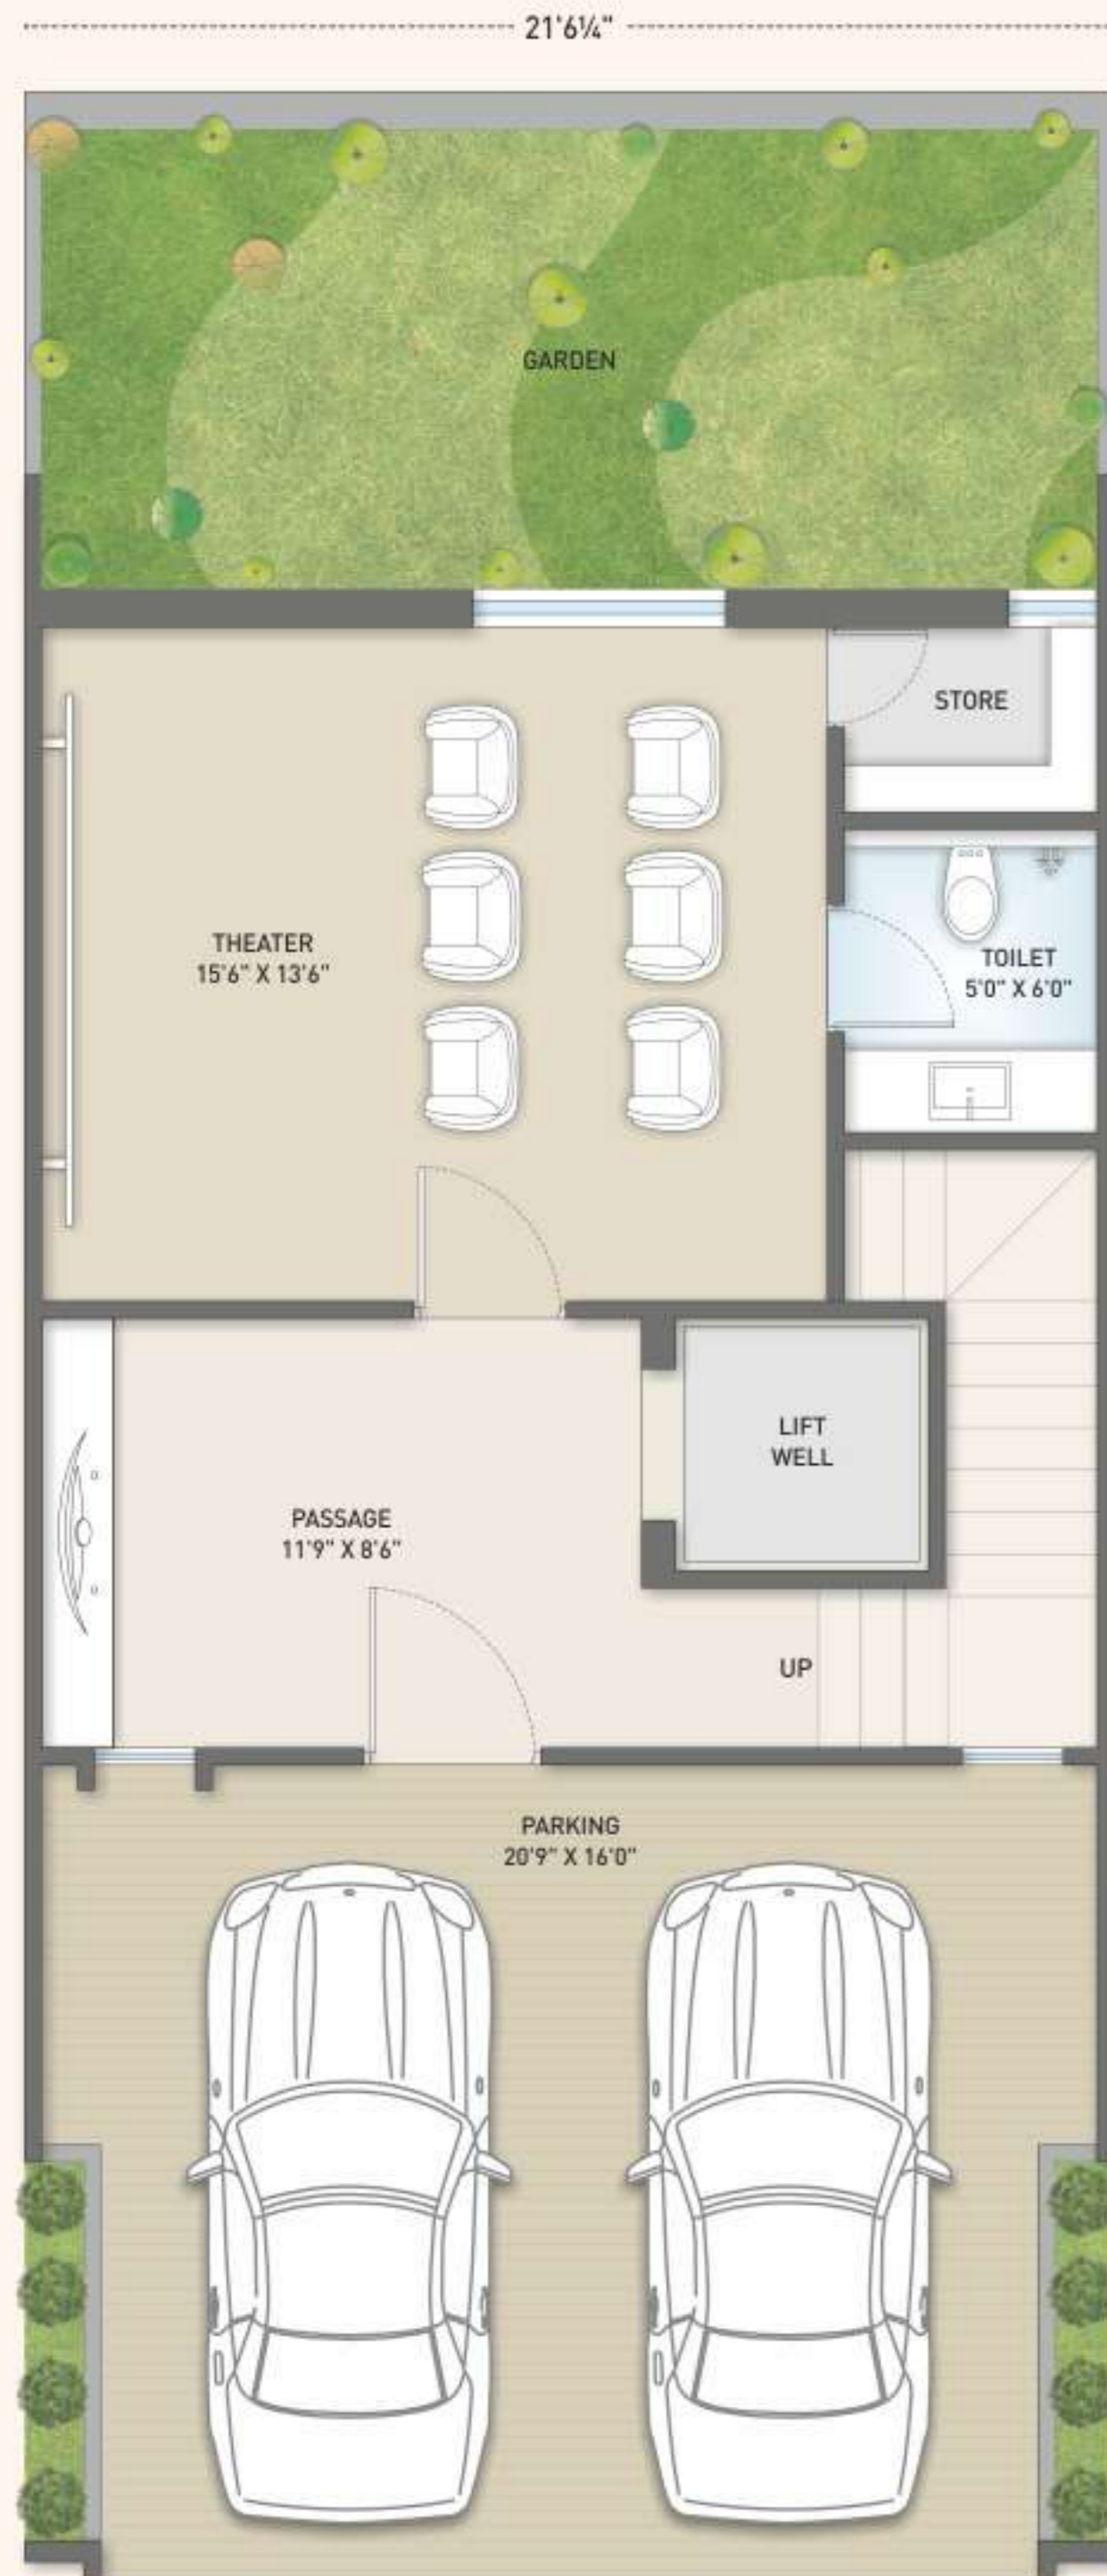 21'6¼"
GARDEN
STORE
THEATER
15'6" X 13'6"
TOILET
5'0" X 6'0"
LIFT
WELL
PASSAGE
11'9" X 8'6"
UP
PARKING
20'9" X 16'0"